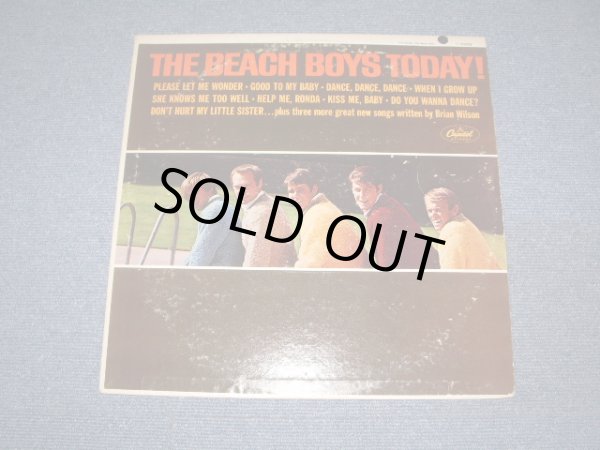 THE BEACH BOYS TODAY!
PLEASE LET ME WONDER • GOOD TO MY BABY • DANCE, DANCE, DANCE • WHEN I GROW UP
SHE KNOWS ME TOO WELL • HELP ME, RONDA • KISS ME, BABY • DO YOU WANNA DANCE?
DON'T HURT MY LITTLE SISTER...plus three more great new songs written by Brian Wilson
Capitol
SOLD OUT